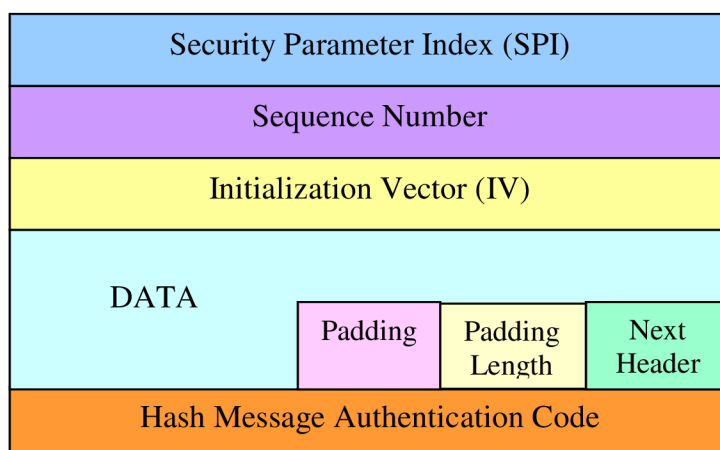 Security Parameter Index (SPI)
Sequence Number
Initialization Vector (IV)
DATA
Padding
Padding
Length
Next
Header
Hash Message Authentication Code